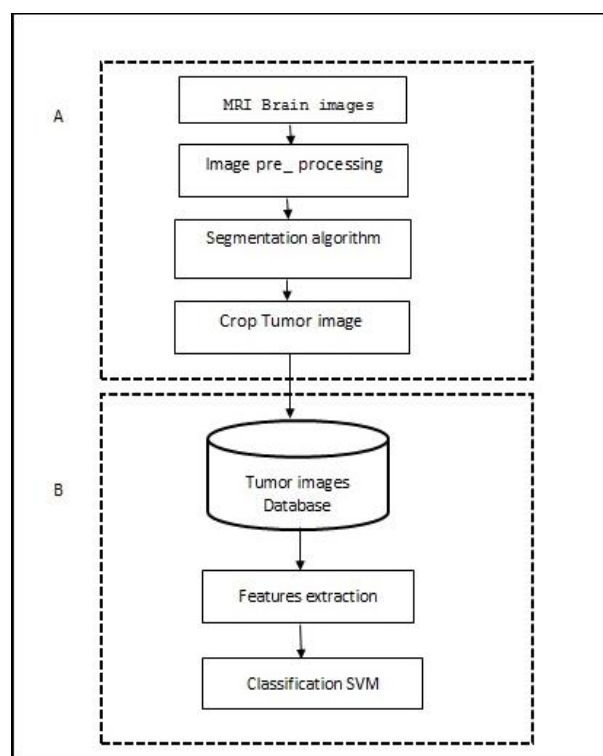 A
MRI Brain images
Image pre_ processing
Segmentation algorithm
Crop Tumor image
B
Tumor images
Database
Features extraction
Classification SVM